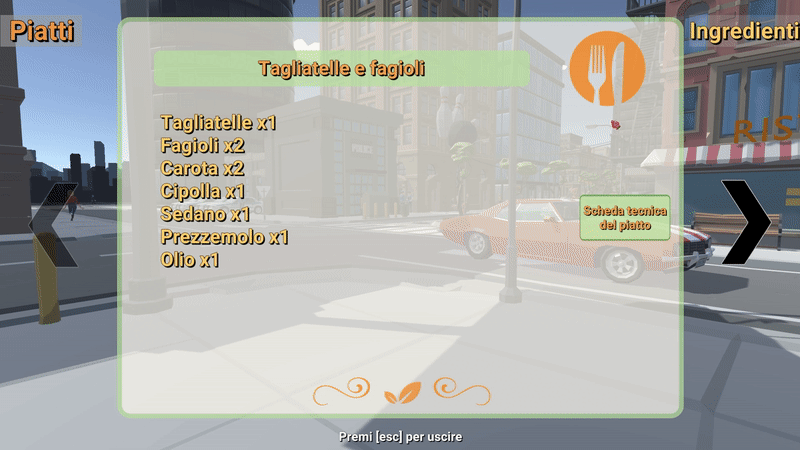 Piatti
Ingredienti
Tagliatelle e fagioli
Tagliatelle x1
Fagioli x2
Carota x2
Cipolla x1
Sedano x1
Prezzemolo x1
Olio x1
Scheda tecnica
del piatto
RIS
Premi [esc] per uscire